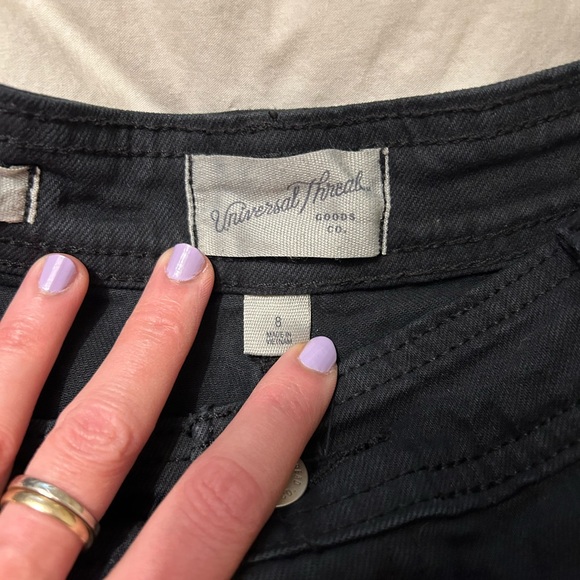 Universal Thread
GOODS
CO.
8
MADE IN
VIETNAM